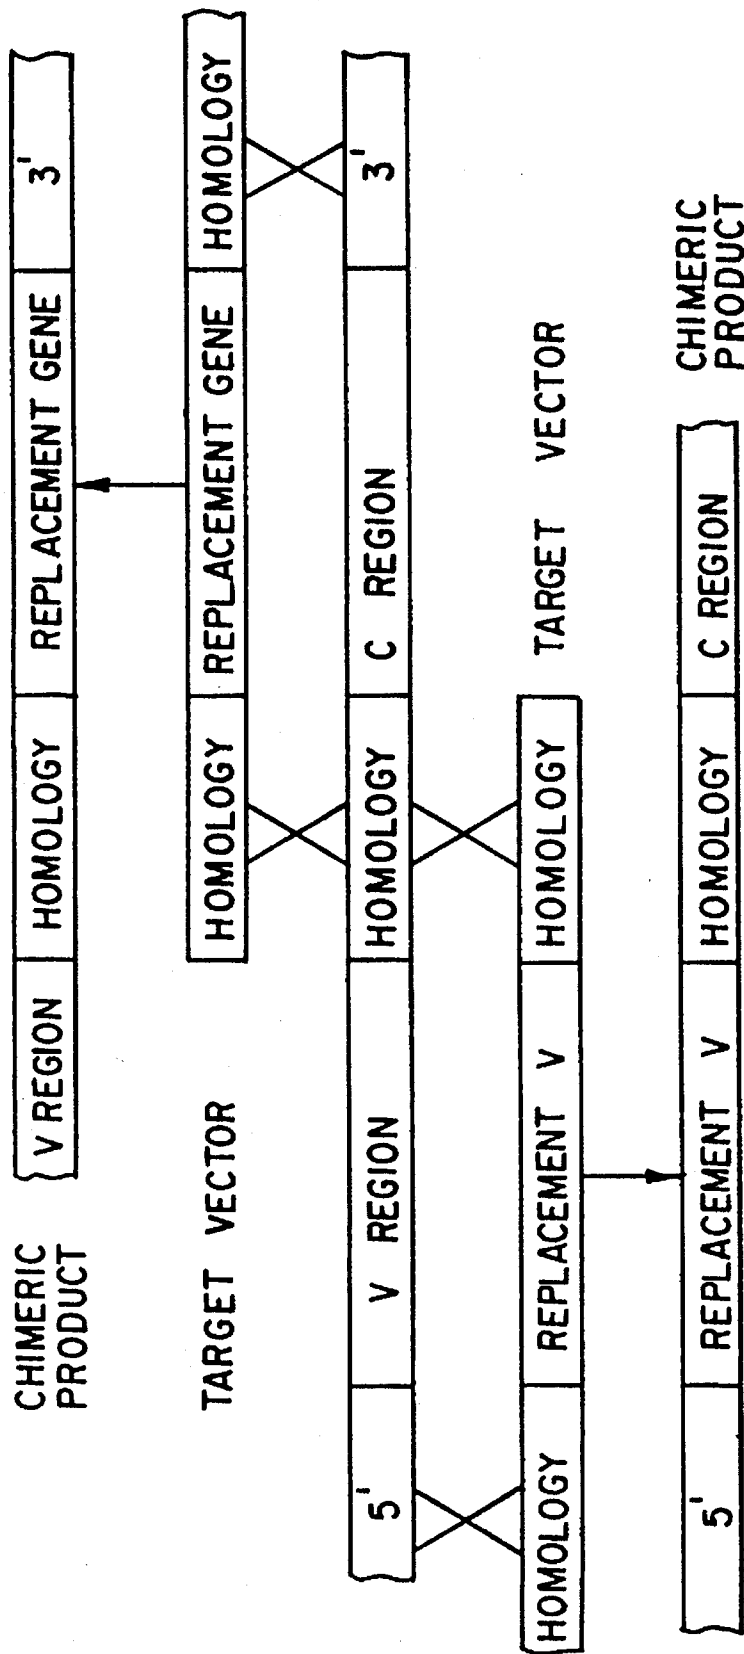 CHIMERIC
PRODUCT
V REGION HOMOLOGY REPLACEMENT GENE 3'
TARGET VECTOR
HOMOLOGY REPLACEMENT GENE HOMOLOGY
5' V REGION HOMOLOGY C REGION 3'
HOMOLOGY REPLACEMENT V HOMOLOGY
TARGET VECTOR
5' REPLACEMENT V HOMOLOGY C REGION
CHIMERIC
PRODUCT